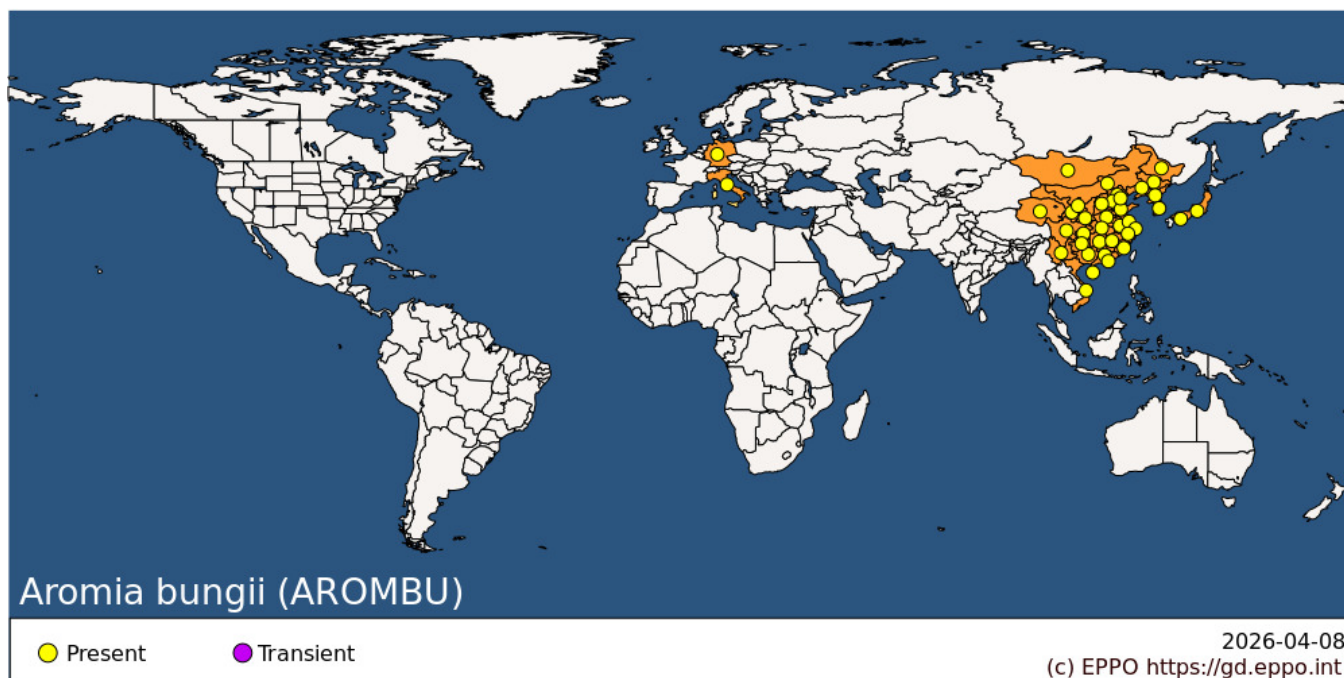 Aromia bungii (AROMBU)
Present
Transient
2026-04-08
(c) EPPO https://gd.eppo.int